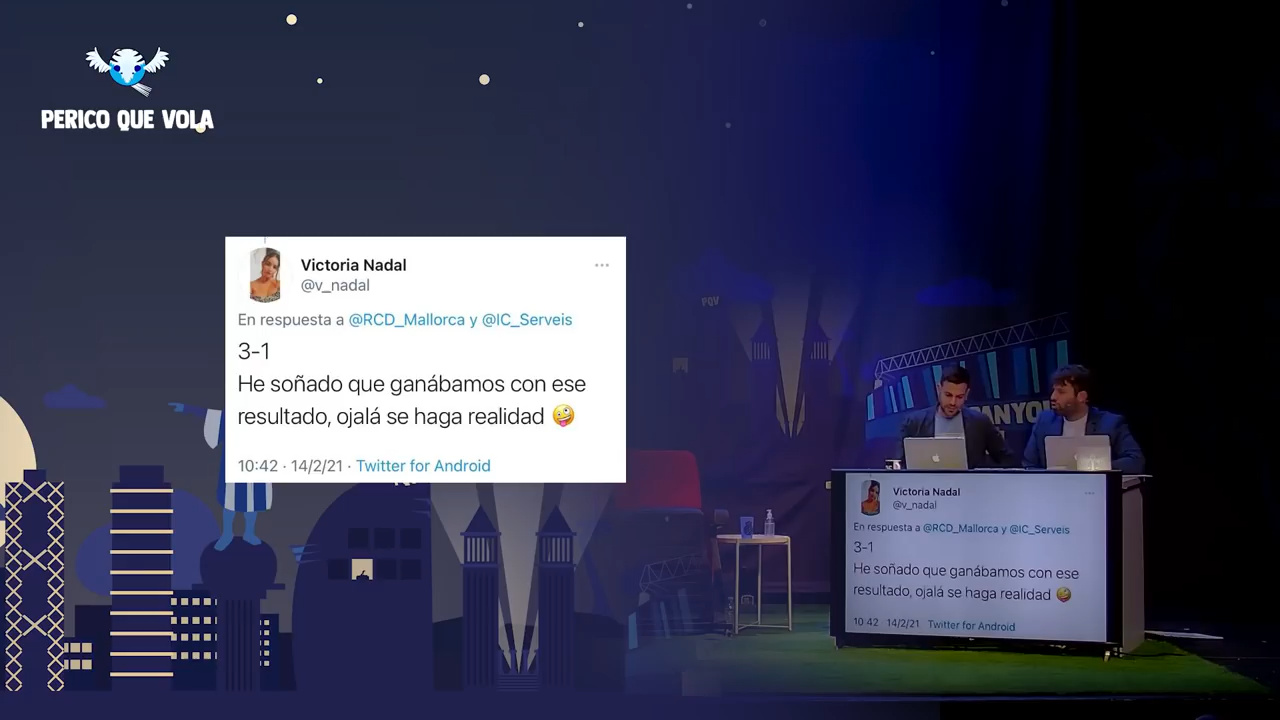 PERICO QUE VOLA
Victoria Nadal
@v_nadal
En respuesta a @RCD_Mallorca y @IC_Serveis
3-1
He soñado que ganábamos con ese
resultado, ojalá se haga realidad 🤪
10:42 · 14/2/21 · Twitter for Android
PQV
ANYOL
Victoria Nadal
@v_nadal
En respuesta a @RCD_Mallorca y @IC_Serveis
3-1
He soñado que ganábamos con ese
resultado, ojalá se haga realidad 🤪
10:42 14/2/21 Twitter for Android